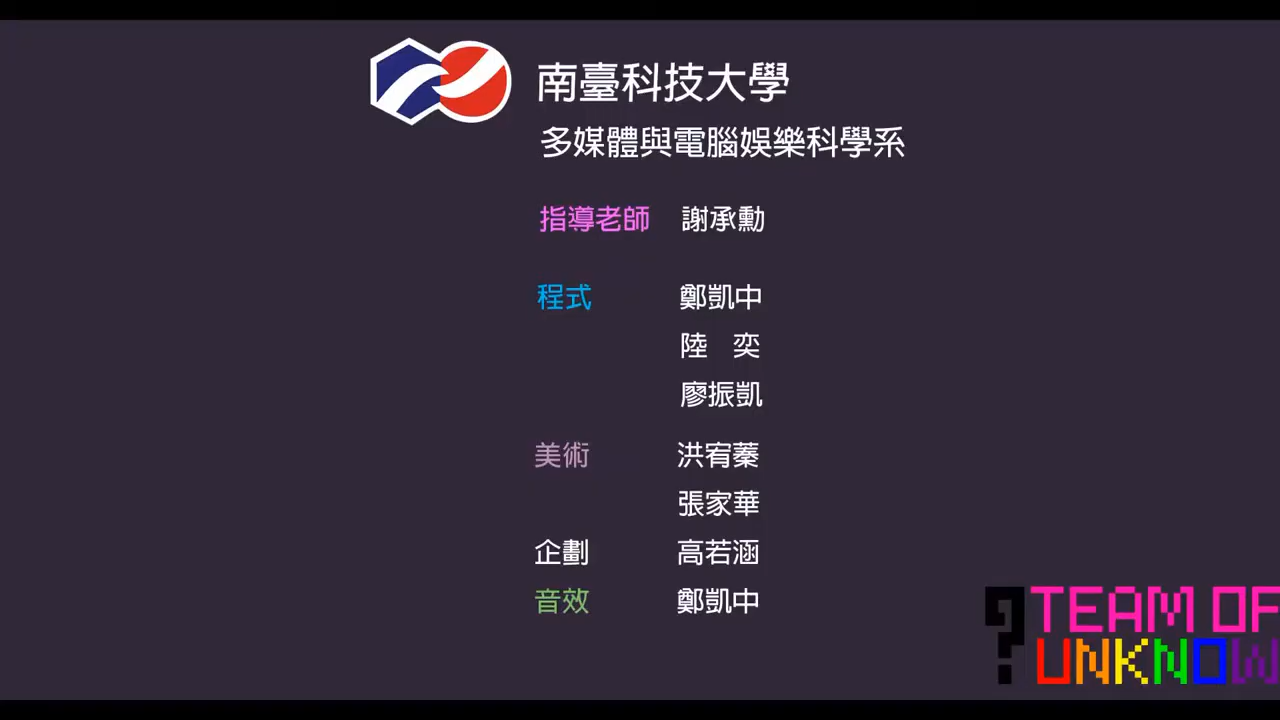 南臺科技大學
多媒體與電腦娛樂科學系
指導老師 謝承勳
程式 鄭凱中
陸 奕
廖振凱
美術 洪宥蓁
張家華
企劃 高若涵
音效 鄭凱中
?TEAM OF
UNKNOW